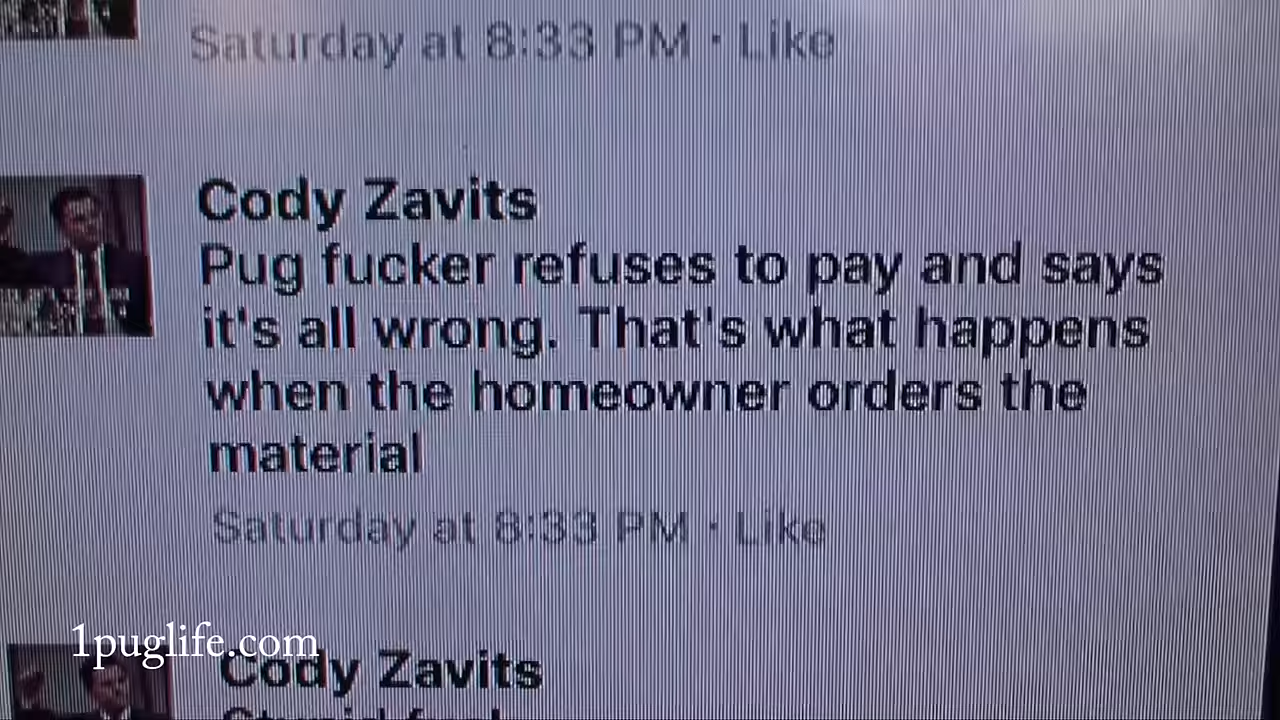 Saturday at 8:33 PM · Like
Cody Zavits
Pug fucker refuses to pay and says
it's all wrong. That's what happens
when the homeowner orders the
material
Saturday at 8:33 PM · Like
1puglife.com
Cody Zavits